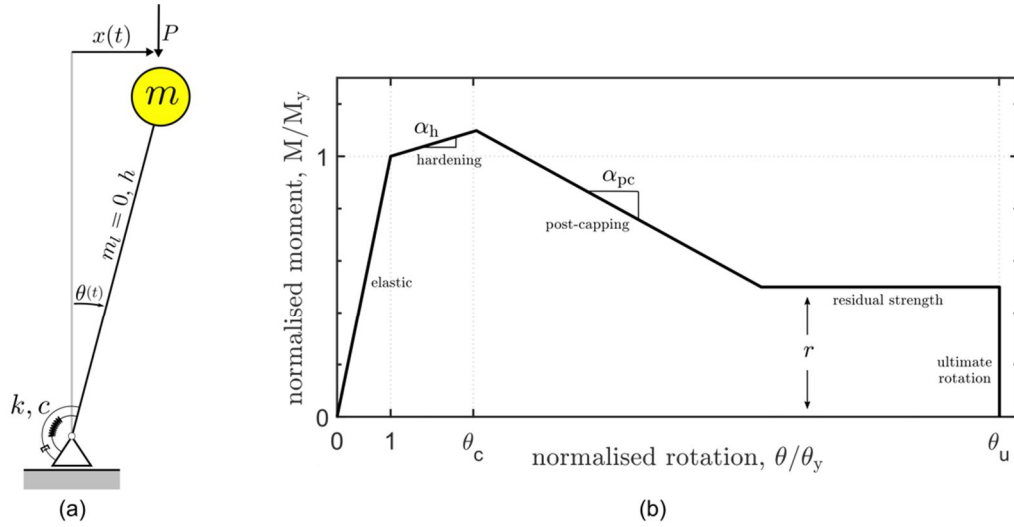 x(t)
P
m
m_l = 0, h
θ(t)
k, c
(a)
normalised moment, M/M_y
1
0
α_h
hardening
α_pc
post-capping
elastic
residual strength
r
ultimate
rotation
0
1
θ_c
θ_u
normalised rotation, θ/θ_y
(b)